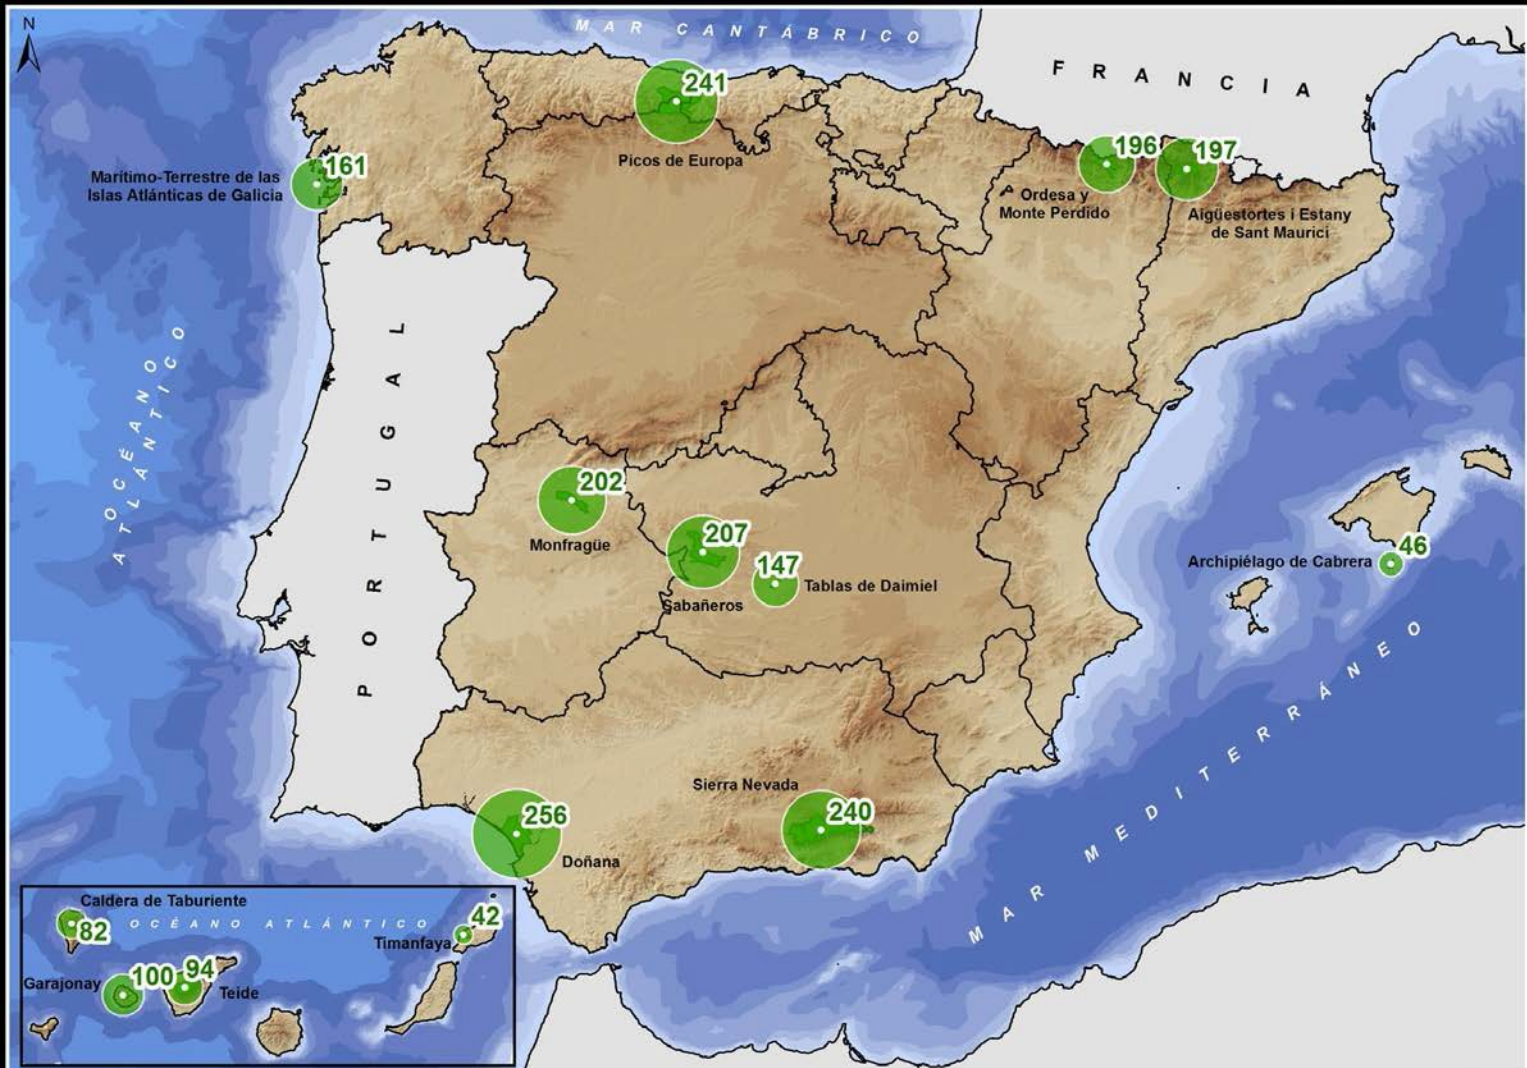 N
MAR CANTÁBRICO
FRANCIA
241
Picos de Europa
161
Marítimo-Terrestre de las
Islas Atlánticas de Galicia
196
Ordesa y
Monte Perdido
197
Aigüestortes i Estany
de Sant Maurici
OCÉANO
ATLÁNTICO
PORTUGAL
202
Monfragüe
207
Cabañeros
147
Tablas de Daimiel
46
Archipiélago de Cabrera
MAR MEDITERRÁNEO
Sierra Nevada
240
256
Doñana
Caldera de Taburiente
82
OCÉANO ATLÁNTICO
42
Timanfaya
Garajonay
100
94
Teide